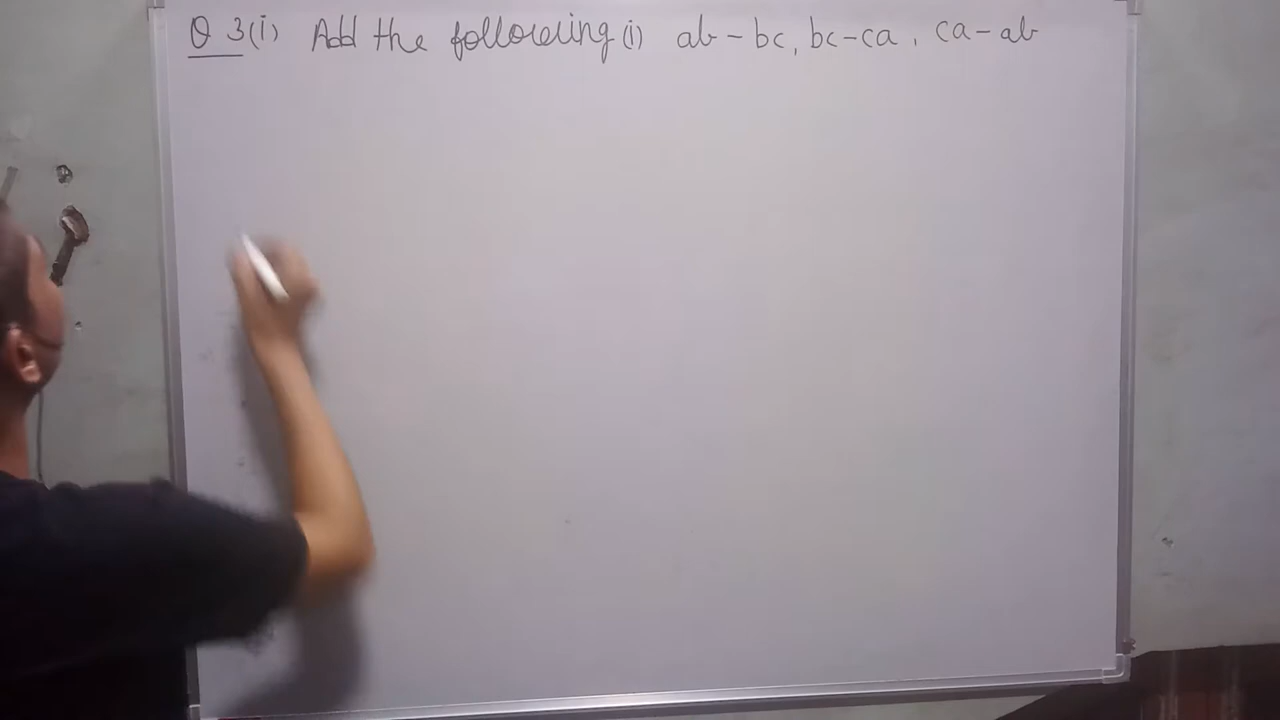 Q 3(i) Add the following (i) ab - bc, bc - ca, ca - ab